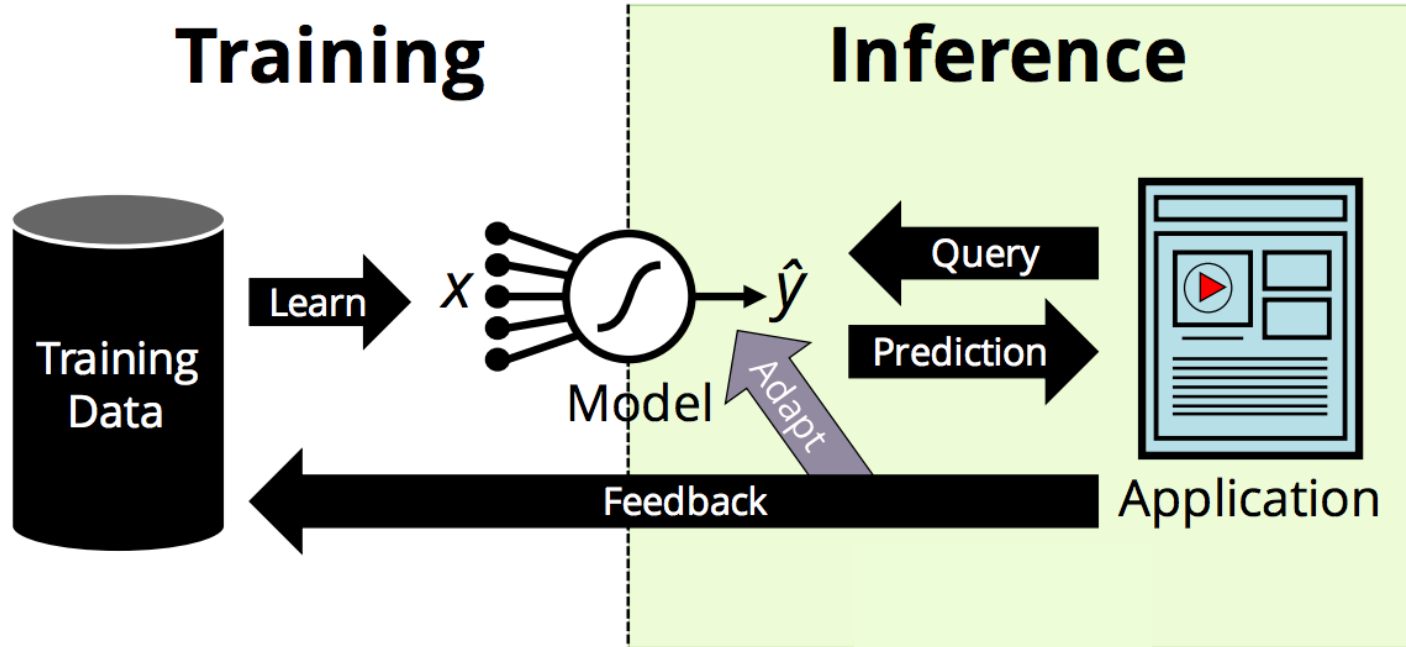 Training
Inference
Training
Data
Learn
x
ŷ
Model
Adapt
Query
Prediction
Feedback
Application